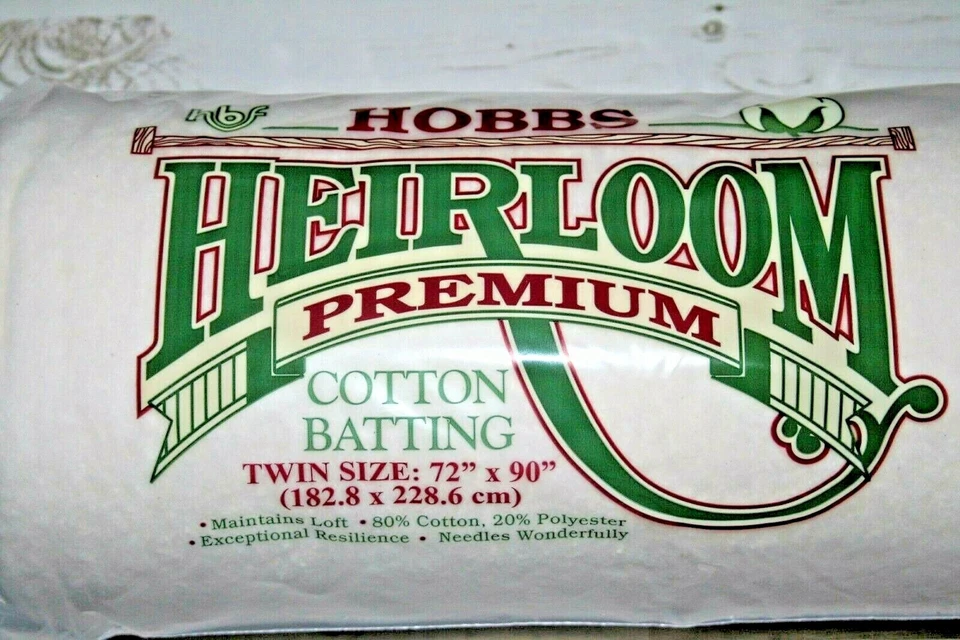 hbf HOBBS
HEIRLOOM
PREMIUM
COTTON
BATTING
TWIN SIZE: 72” x 90”
(182.8 x 228.6 cm)
• Maintains Loft • 80% Cotton, 20% Polyester
• Exceptional Resilience • Needles Wonderfully